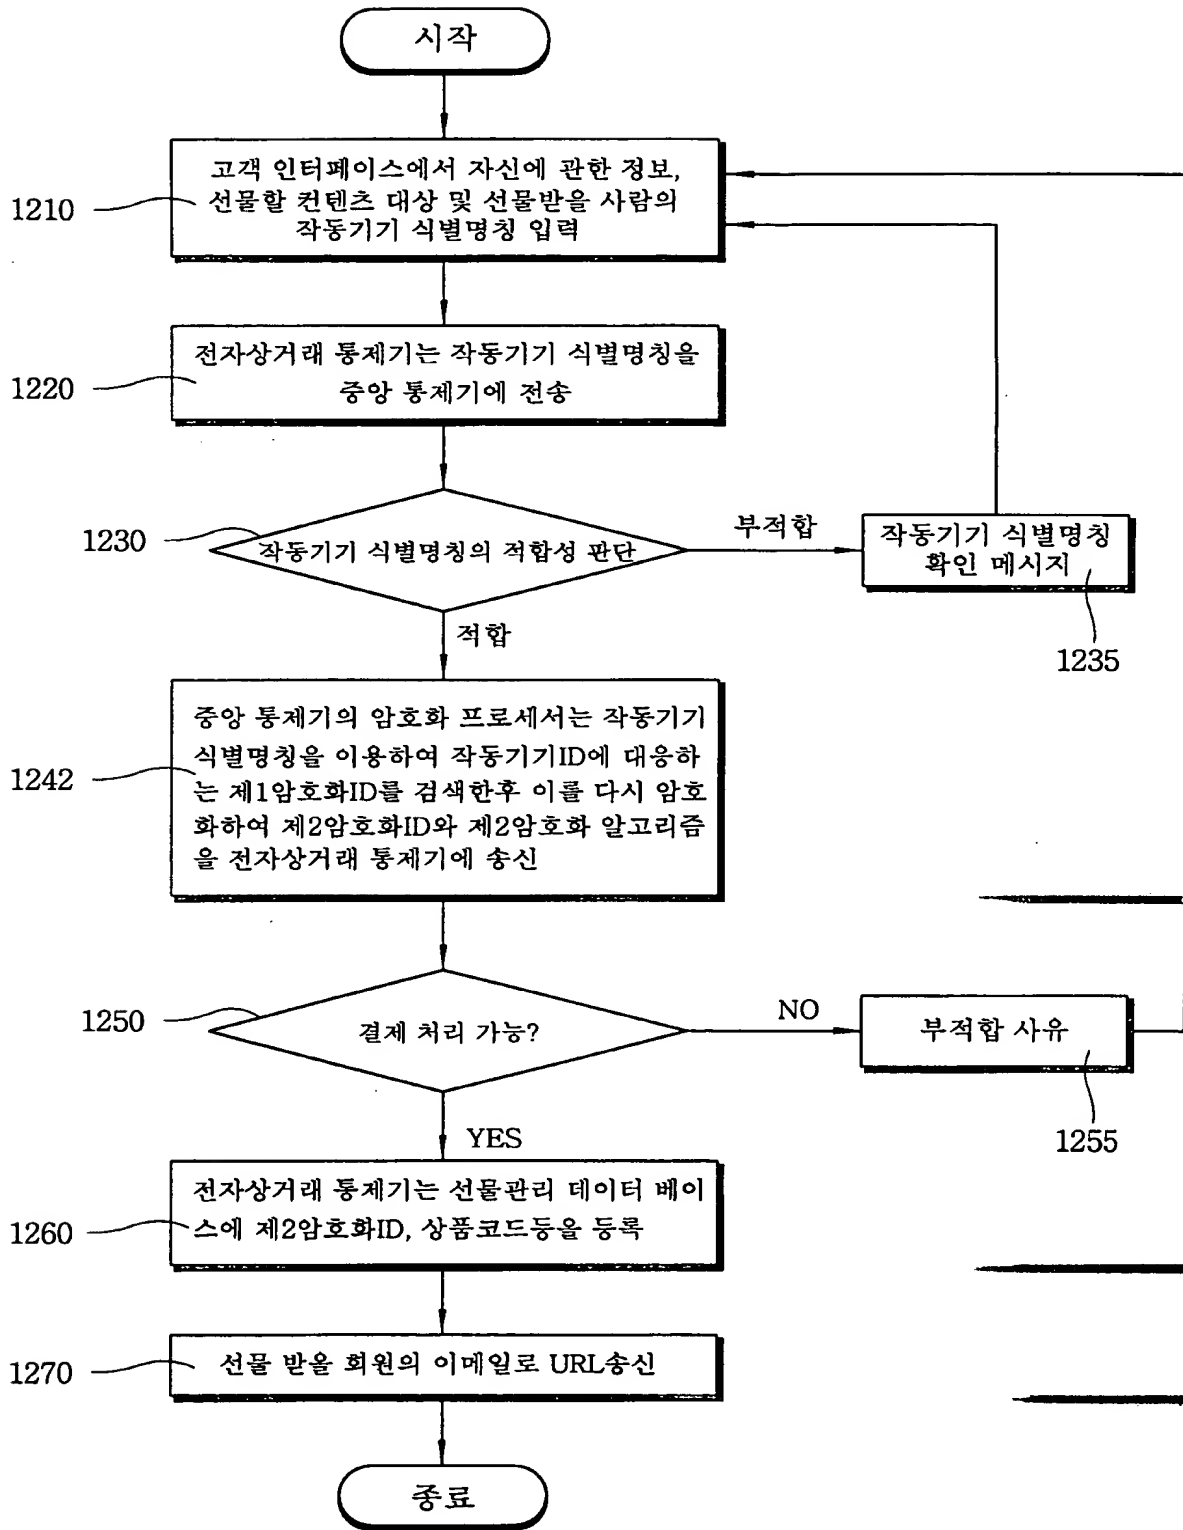 시작
고객 인터페이스에서 자신에 관한 정보,
1210
선물할 컨텐츠 대상 및 선물받을 사람의
작동기기 식별명칭 입력
전자상거래 통제기는 작동기기 식별명칭을
1220
중앙 통제기에 전송
1230
작동기기 식별명칭의 적합성 판단
부적합
작동기기 식별명칭
확인 메시지
1235
적합
중앙 통제기의 암호화 프로세서는 작동기기
식별명칭을 이용하여 작동기기ID에 대응하
1242
는 제1암호화ID를 검색한후 이를 다시 암호
화하여 제2암호화ID와 제2암호화 알고리즘
을 전자상거래 통제기에 송신
1250
결제 처리 가능?
NO
부적합 사유
1255
YES
전자상거래 통제기는 선물관리 데이터 베이
1260
스에 제2암호화ID, 상품코드등을 등록
1270
선물 받을 회원의 이메일로 URL송신
종료